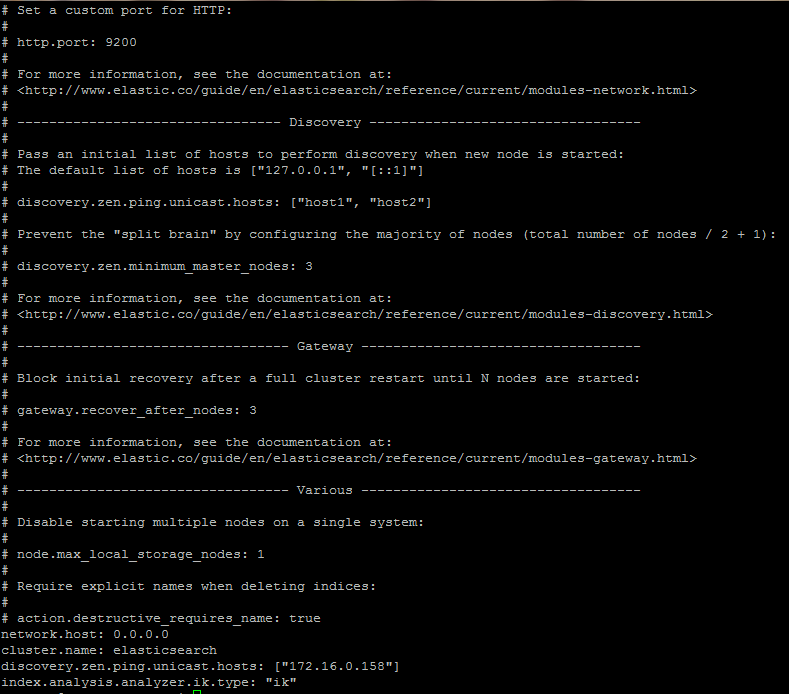 # Set a custom port for HTTP:
#
# http.port: 9200
#
# For more information, see the documentation at:
# <http://www.elastic.co/guide/en/elasticsearch/reference/current/modules-network.html>
#
# --------------------------------- Discovery ----------------------------------
#
# Pass an initial list of hosts to perform discovery when new node is started:
# The default list of hosts is ["127.0.0.1", "[::1]"]
#
# discovery.zen.ping.unicast.hosts: ["host1", "host2"]
#
# Prevent the "split brain" by configuring the majority of nodes (total number of nodes / 2 + 1):
#
# discovery.zen.minimum_master_nodes: 3
#
# For more information, see the documentation at:
# <http://www.elastic.co/guide/en/elasticsearch/reference/current/modules-discovery.html>
#
# ---------------------------------- Gateway -----------------------------------
#
# Block initial recovery after a full cluster restart until N nodes are started:
#
# gateway.recover_after_nodes: 3
#
# For more information, see the documentation at:
# <http://www.elastic.co/guide/en/elasticsearch/reference/current/modules-gateway.html>
#
# ---------------------------------- Various -----------------------------------
#
# Disable starting multiple nodes on a single system:
#
# node.max_local_storage_nodes: 1
#
# Require explicit names when deleting indices:
#
# action.destructive_requires_name: true
network.host: 0.0.0.0
cluster.name: elasticsearch
discovery.zen.ping.unicast.hosts: ["172.16.0.158"]
index.analysis.analyzer.ik.type: "ik"